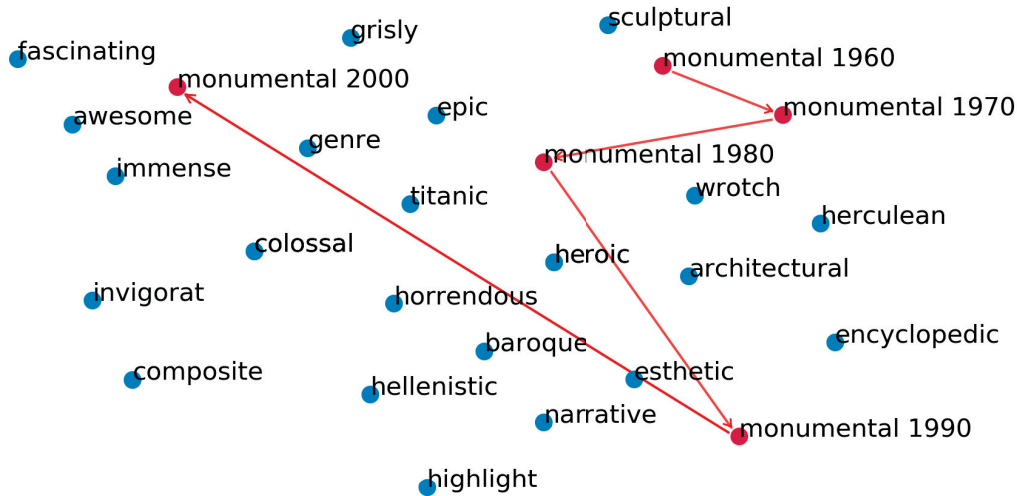 sculptural
grisly
fascinating
monumental 1960
monumental 2000
monumental 1970
epic
awesome
genre
monumental 1980
immense
wrotch
titanic
herculean
colossal
heroic
architectural
invigorat
horrendous
encyclopedic
baroque
composite
esthetic
hellenistic
narrative
monumental 1990
highlight